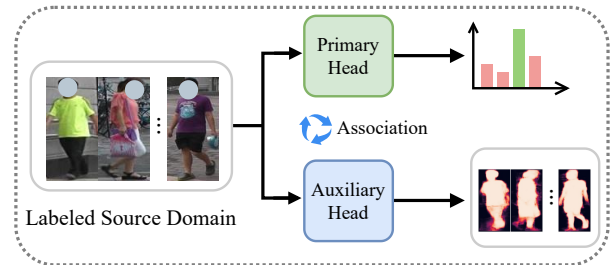 Primary
Head
Association
Auxiliary
Head
Labeled Source Domain